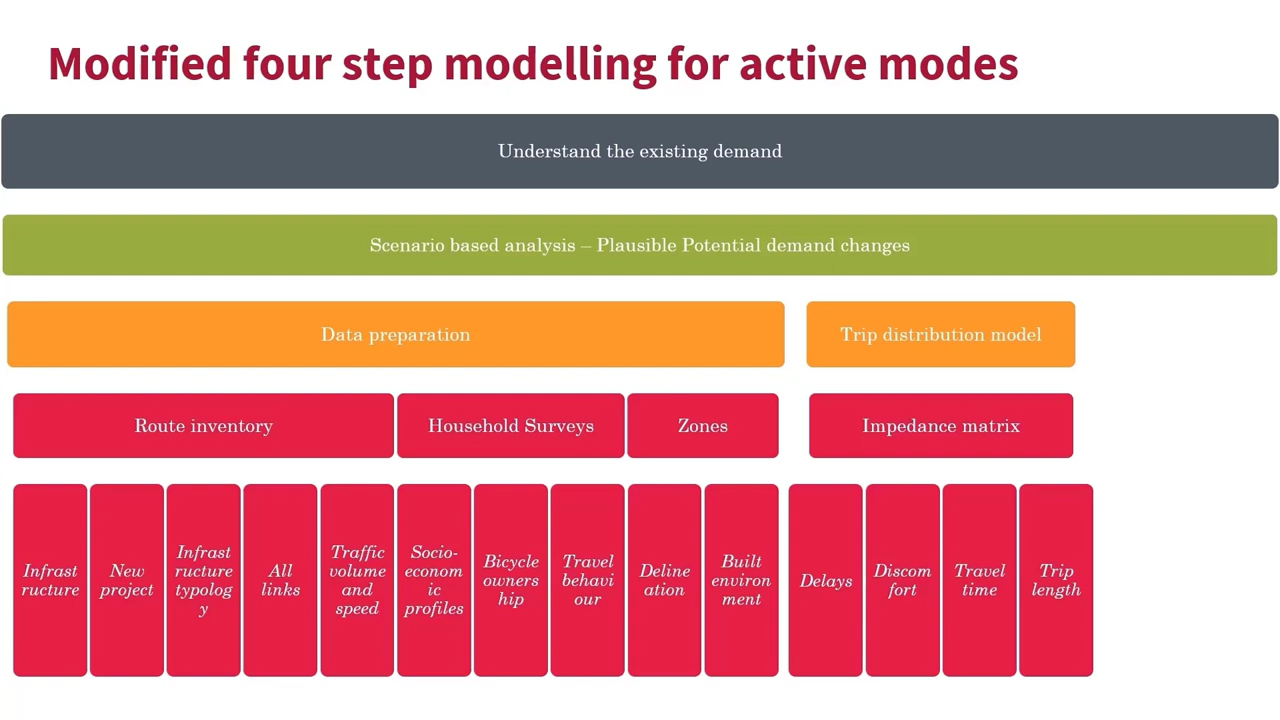 Modified four step modelling for active modes
Understand the existing demand
Scenario based analysis – Plausible Potential demand changes
Data preparation
Trip distribution model
Route inventory
Household Surveys
Zones
Impedance matrix
Infrast
ructure
New
project
Infrast
ructure
typolog
y
All
links
Traffic
volume
and
speed
Socio-
econom
ic
profiles
Bicycle
owners
hip
Travel
behavi
our
Deline
ation
Built
environ
ment
Delays
Discom
fort
Travel
time
Trip
length